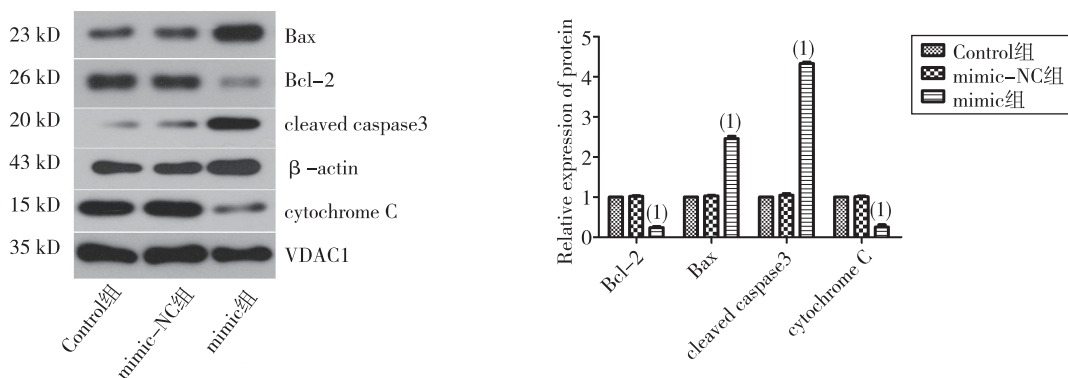 23 kD Bax
26 kD Bcl-2
20 kD cleaved caspase3
43 kD β-actin
15 kD cytochrome C
35 kD VDAC1
Control组 mimic-NC组 mimic组
Relative expression of protein
5
4
3
2
1
0
(1) (1) (1) (1)
Bcl-2 Bax cleaved caspase3 cytochrome C
Control组
mimic-NC组
mimic组